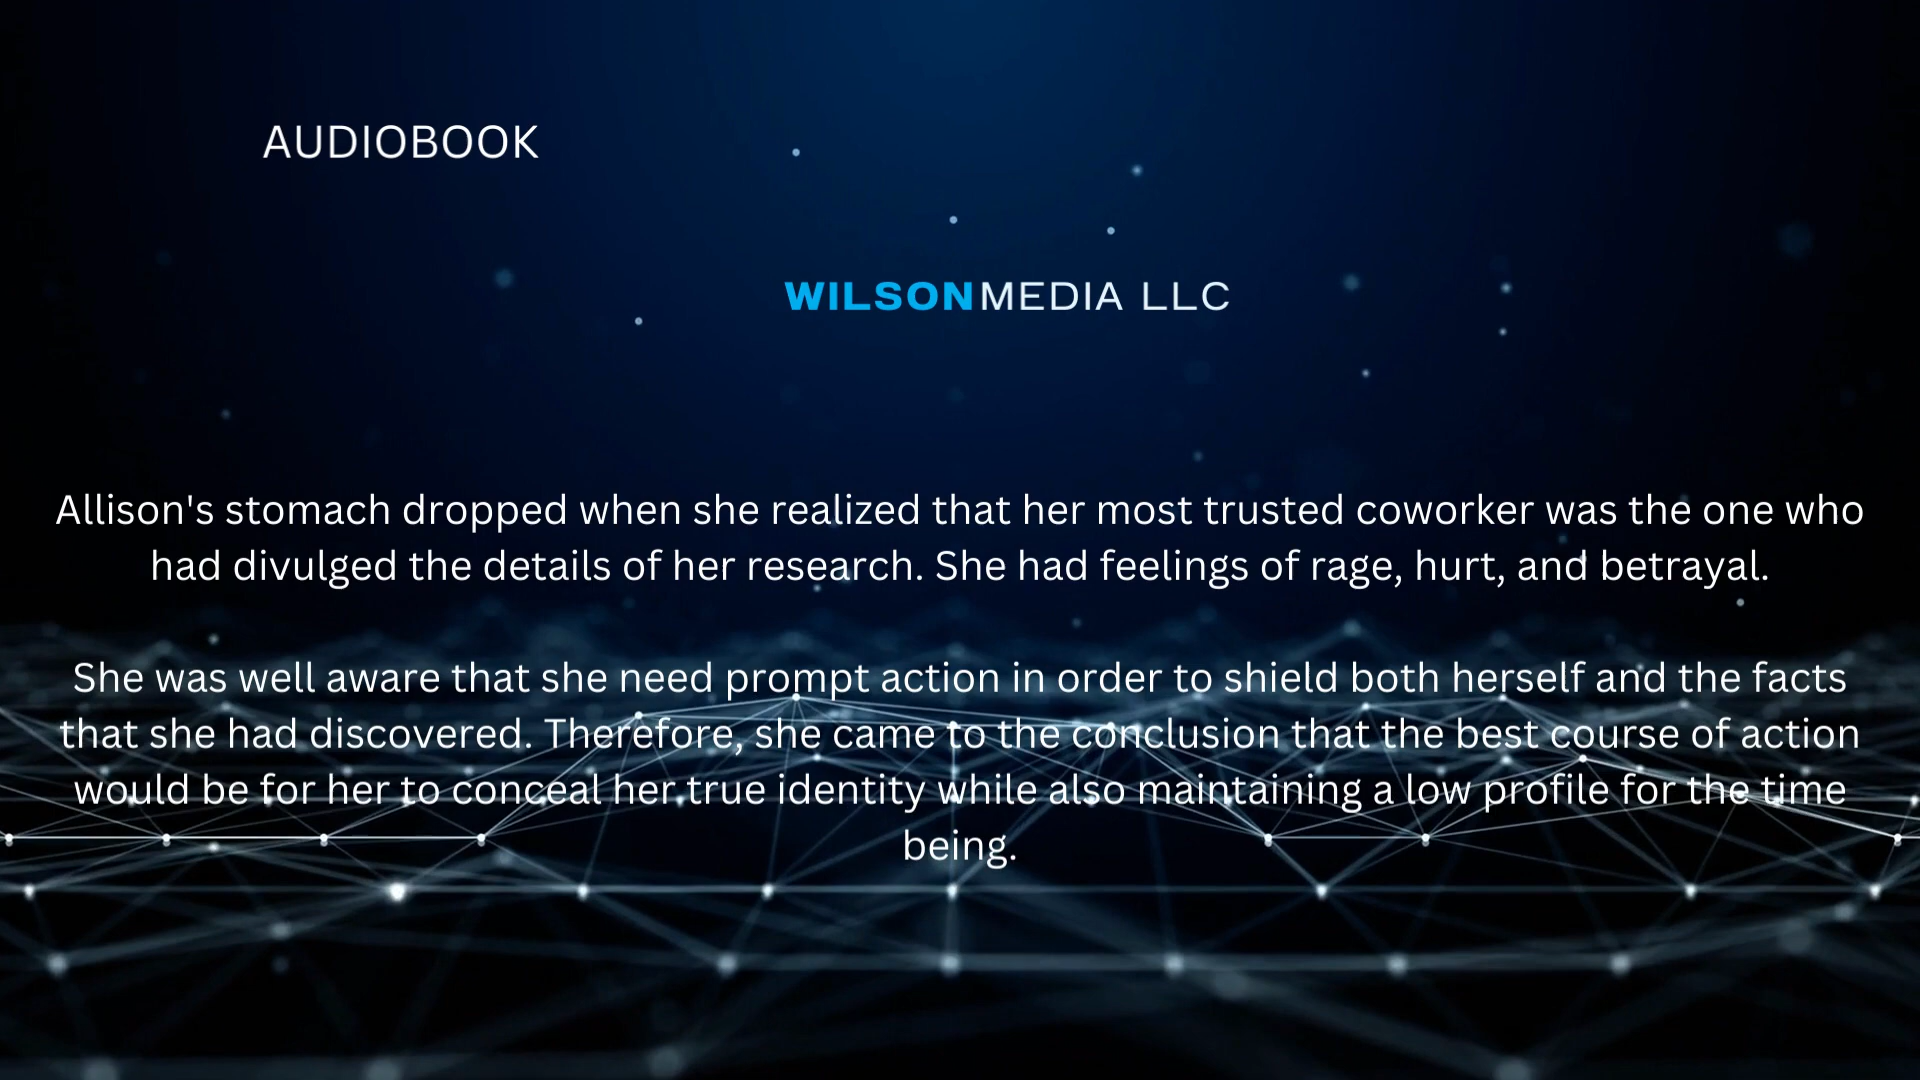 AUDIOBOOK
WILSONMEDIA LLC
Allison's stomach dropped when she realized that her most trusted coworker was the one who
had divulged the details of her research. She had feelings of rage, hurt, and betrayal.
She was well aware that she need prompt action in order to shield both herself and the facts
that she had discovered. Therefore, she came to the conclusion that the best course of action
would be for her to conceal her true identity while also maintaining a low profile for the time
being.